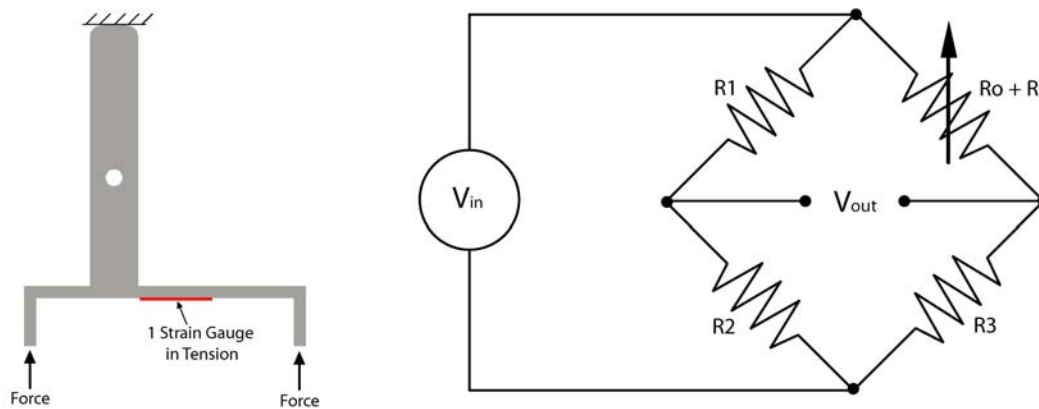 1 Strain Gauge
in Tension
Force
Force
Vin
R1
Ro + R
Vout
R2
R3